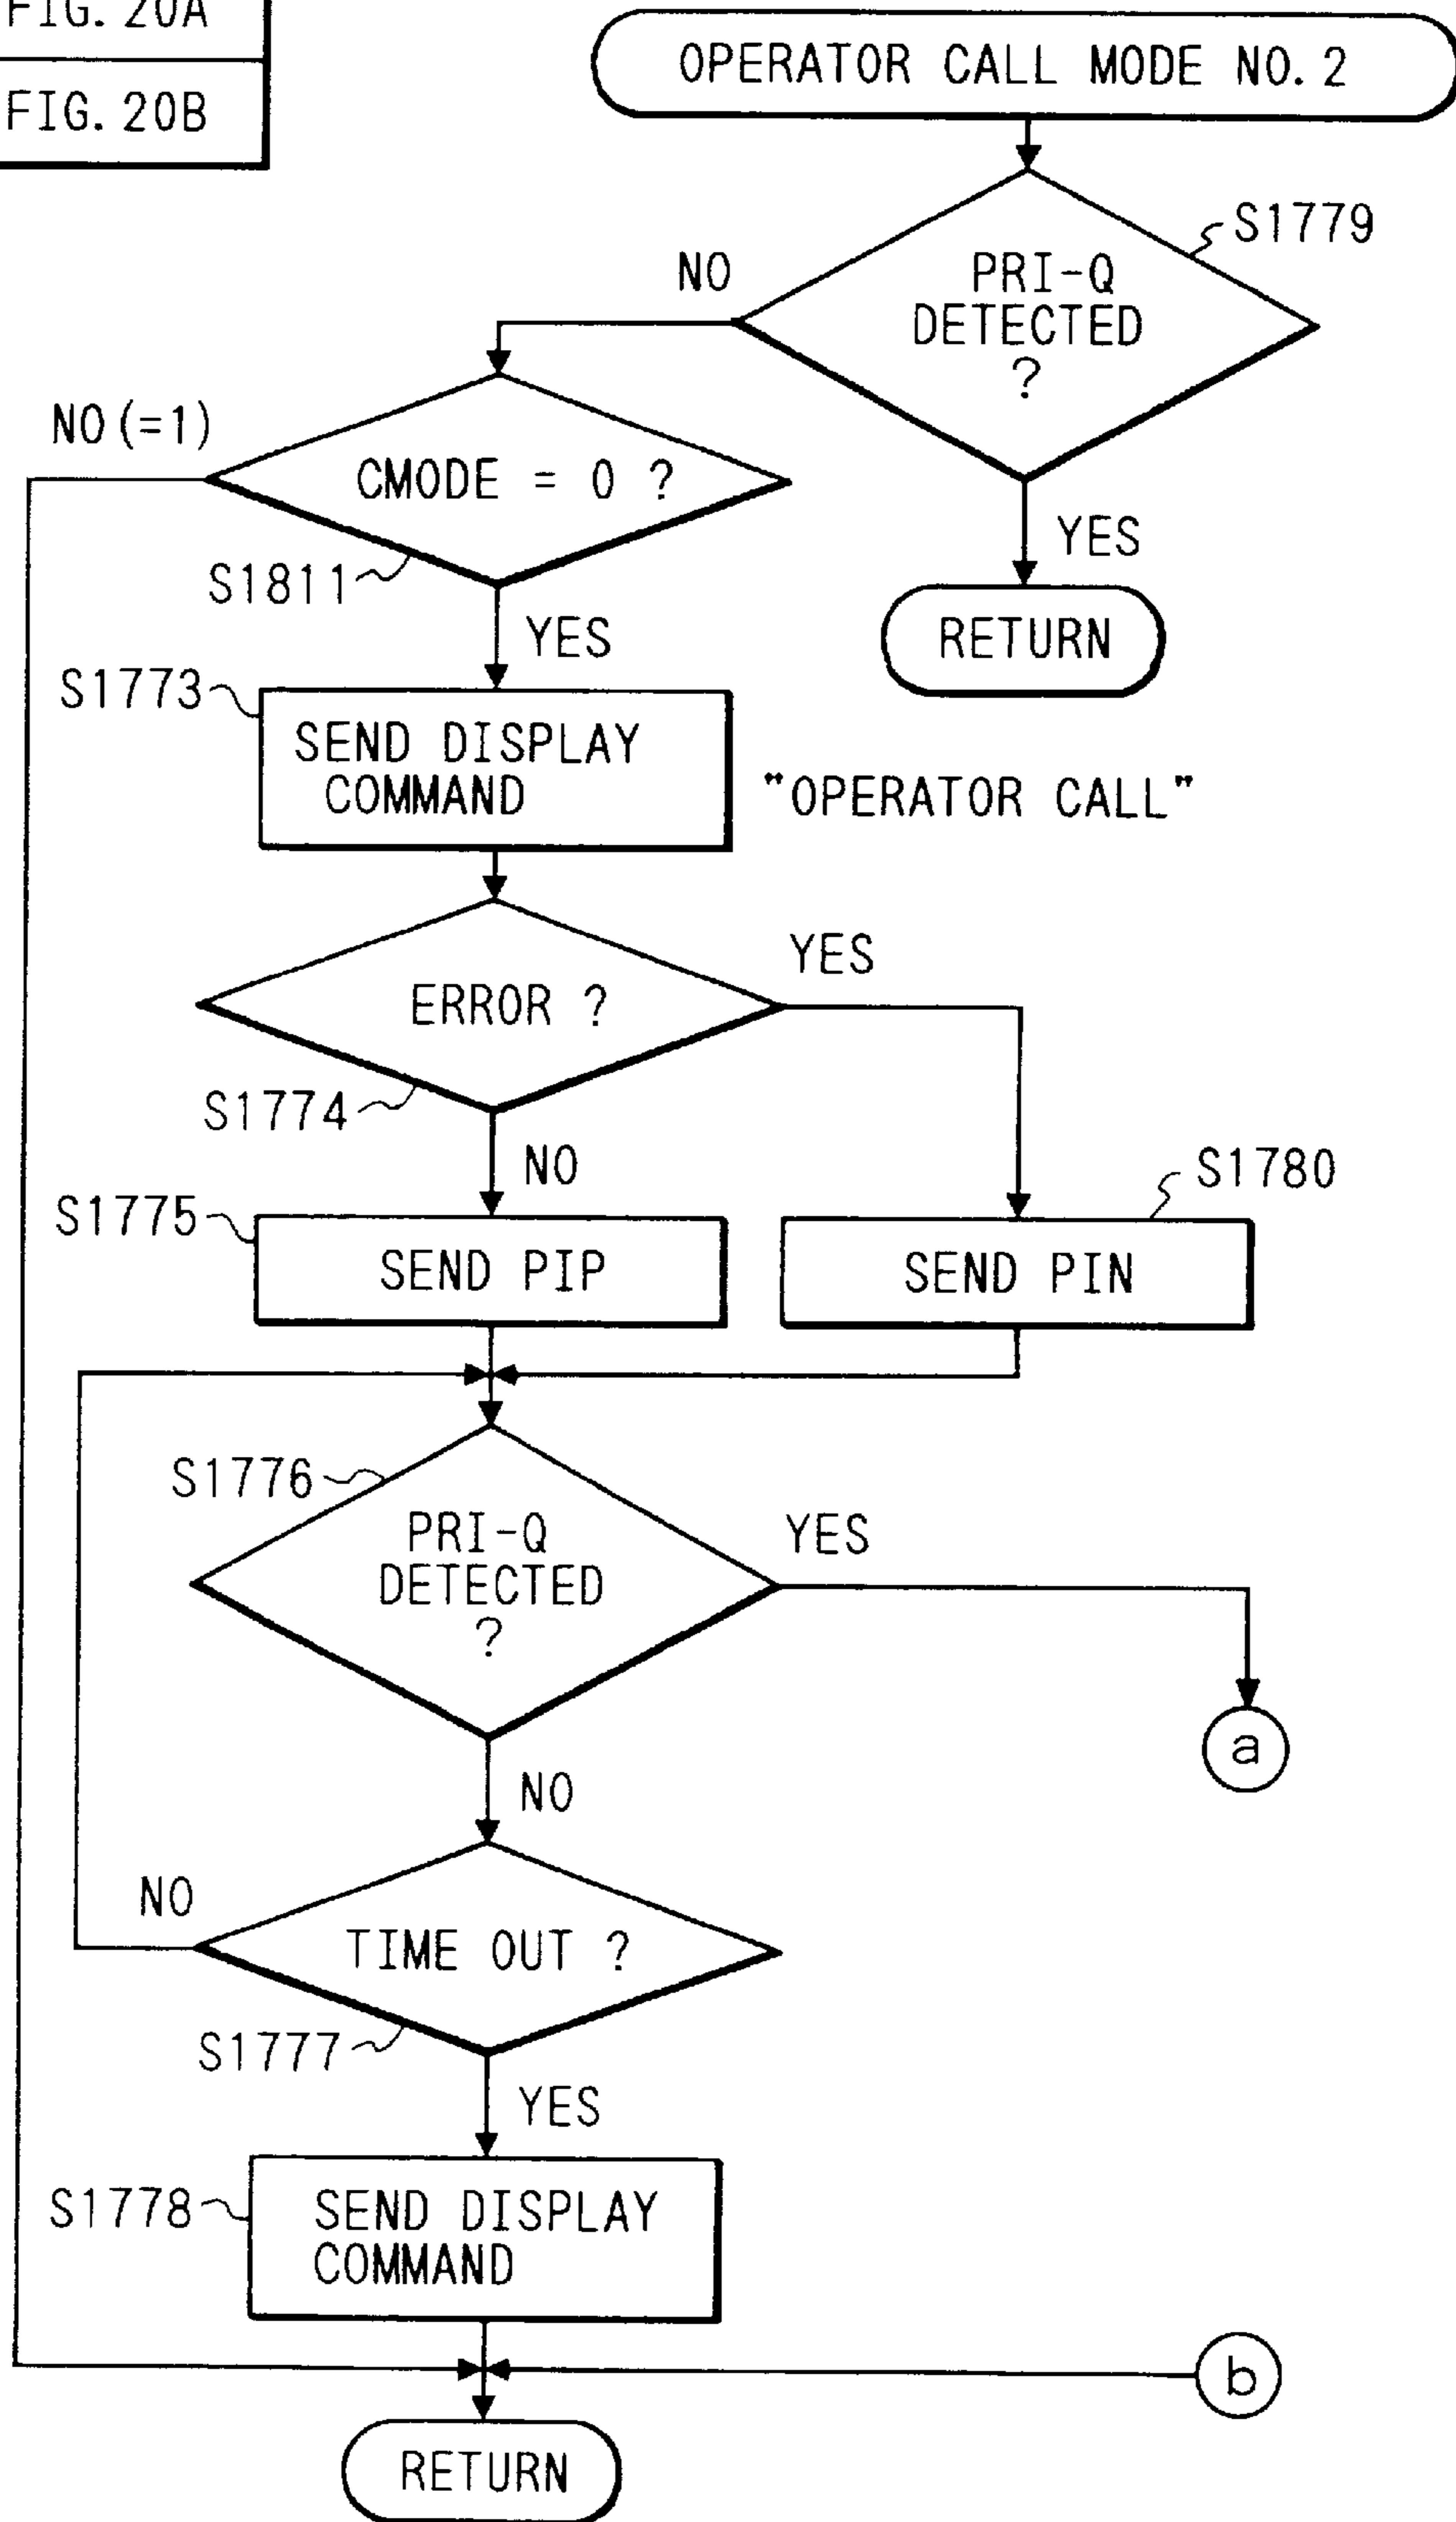 FIG. 20A
FIG. 20B
OPERATOR CALL MODE NO. 2
S1779
PRI-Q
DETECTED
?
NO
YES
RETURN
NO (=1)
CMODE = 0 ?
S1811
YES
S1773
SEND DISPLAY
COMMAND
"OPERATOR CALL"
ERROR ?
YES
S1774
NO
S1775
SEND PIP
S1780
SEND PIN
S1776
PRI-Q
DETECTED
?
YES
a
NO
NO
TIME OUT ?
S1777
YES
S1778
SEND DISPLAY
COMMAND
b
RETURN